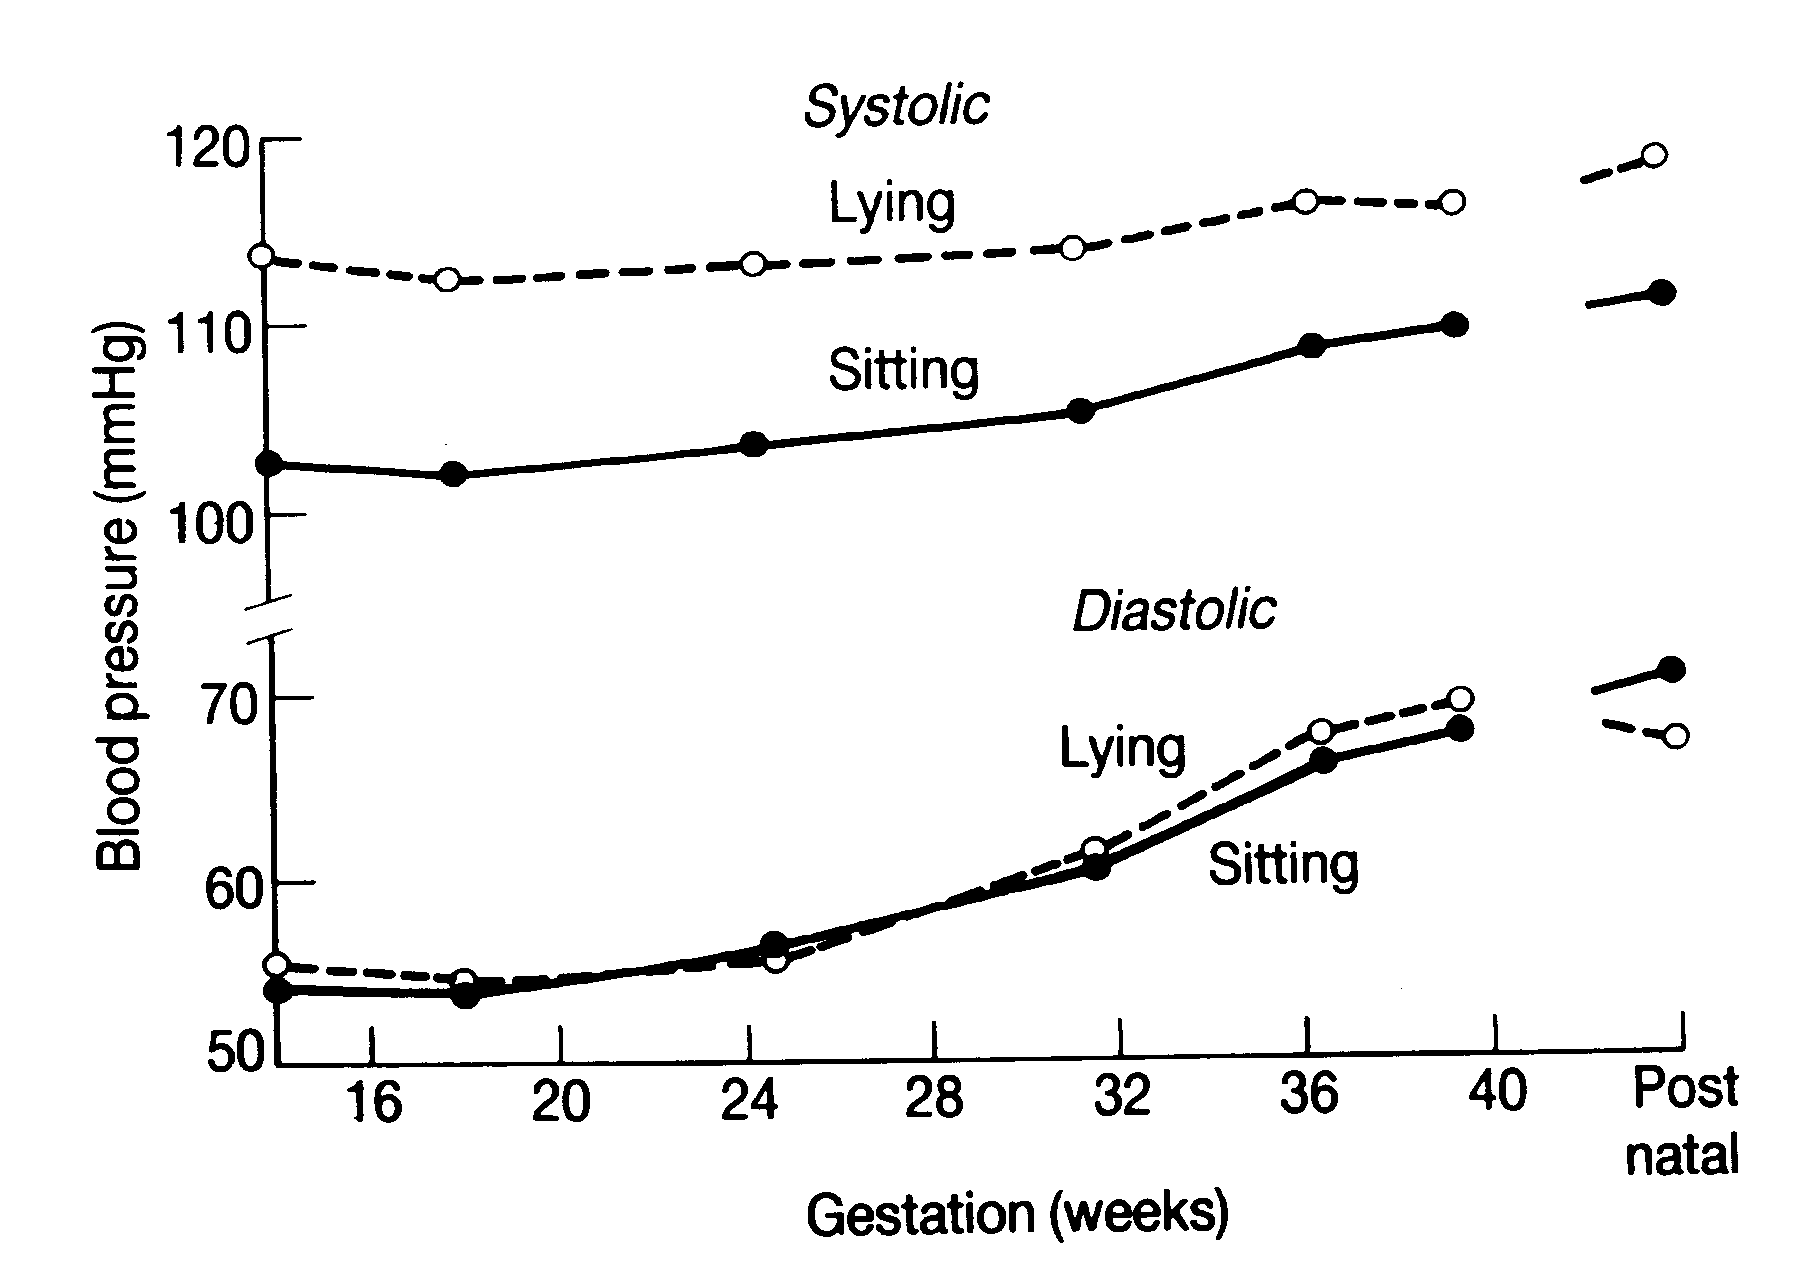 Systolic
120
Lying
110
Sitting
100
Blood pressure (mmHg)
Diastolic
70
Lying
60
Sitting
50
16 20 24 28 32 36 40 Post
natal
Gestation (weeks)